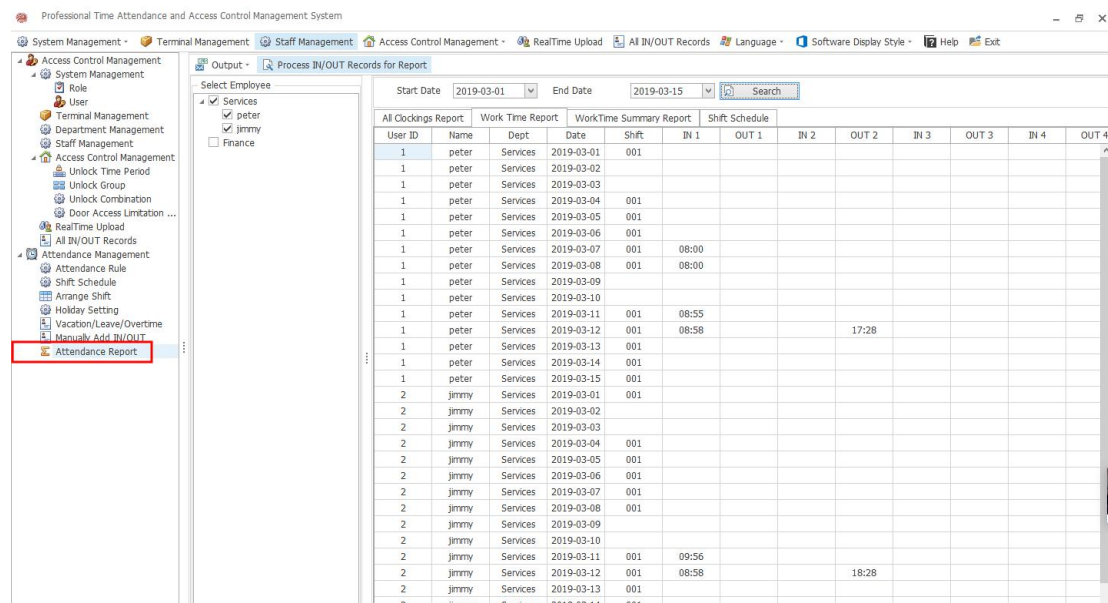 Professional Time Attendance and Access Control Management System
System Management Terminal Management Staff Management Access Control Management RealTime Upload All IN/OUT Records Language Software Display Style Help Exit
Access Control Management
System Management
Role
User
Terminal Management
Department Management
Staff Management
Access Control Management
Unlock Time Period
Unlock Group
Unlock Combination
Door Access Limitation ...
RealTime Upload
All IN/OUT Records
Attendance Management
Attendance Rule
Shift Schedule
Arrange Shift
Holiday Setting
Vacation/Leave/Overtime
Manually Add IN/OUT
Attendance Report
Output Process IN/OUT Records for Report
Select Employee
Services
peter
jimmy
Finance
Start Date 2019-03-01 End Date 2019-03-15 Search
All Clockings Report Work Time Report WorkTime Summary Report Shift Schedule
User ID Name Dept Date Shift IN 1 OUT 1 IN 2 OUT 2 IN 3 OUT 3 IN 4 OUT 4
1 peter Services 2019-03-01 001
1 peter Services 2019-03-02
1 peter Services 2019-03-03
1 peter Services 2019-03-04 001
1 peter Services 2019-03-05 001
1 peter Services 2019-03-06 001
1 peter Services 2019-03-07 001 08:00
1 peter Services 2019-03-08 001 08:00
1 peter Services 2019-03-09
1 peter Services 2019-03-10
1 peter Services 2019-03-11 001 08:55
1 peter Services 2019-03-12 001 08:58 17:28
1 peter Services 2019-03-13 001
1 peter Services 2019-03-14 001
1 peter Services 2019-03-15 001
2 jimmy Services 2019-03-01 001
2 jimmy Services 2019-03-02
2 jimmy Services 2019-03-03
2 jimmy Services 2019-03-04 001
2 jimmy Services 2019-03-05 001
2 jimmy Services 2019-03-06 001
2 jimmy Services 2019-03-07 001
2 jimmy Services 2019-03-08 001
2 jimmy Services 2019-03-09
2 jimmy Services 2019-03-10
2 jimmy Services 2019-03-11 001 09:56
2 jimmy Services 2019-03-12 001 08:58 18:28
2 jimmy Services 2019-03-13 001